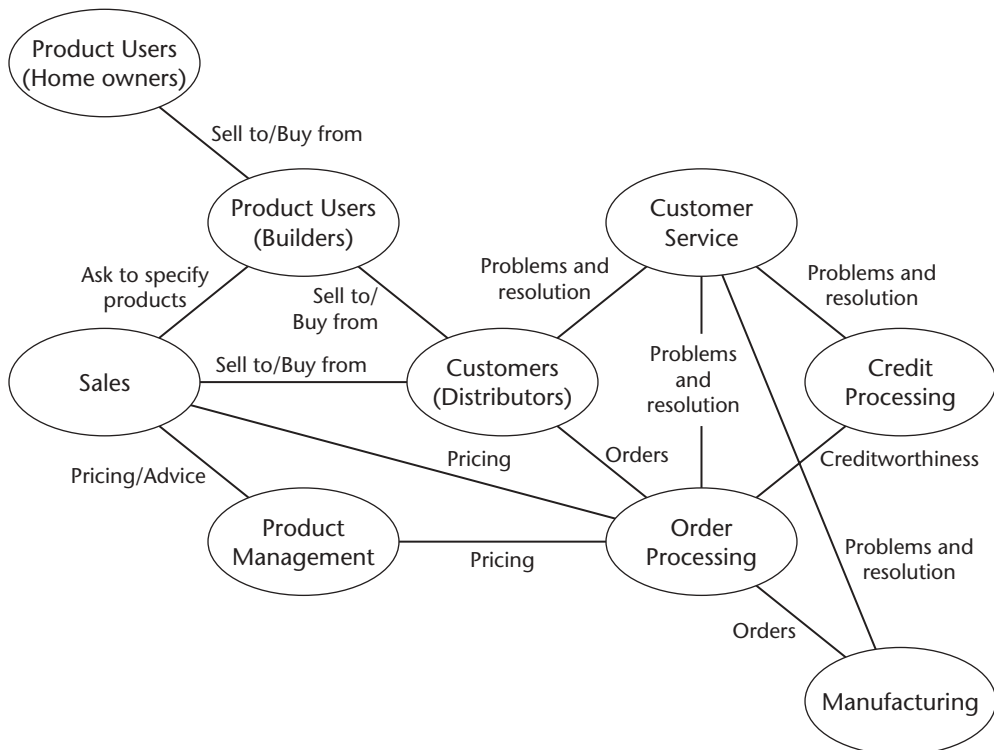 Product Users
(Home owners)
Sell to/Buy from
Product Users
(Builders)
Customer
Service
Ask to specify
products
Sell to/
Buy from
Problems and
resolution
Problems and
resolution
Sales
Sell to/Buy from
Customers
(Distributors)
Problems
and
resolution
Credit
Processing
Pricing/Advice
Pricing
Orders
Creditworthiness
Product
Management
Pricing
Order
Processing
Problems and
resolution
Orders
Manufacturing